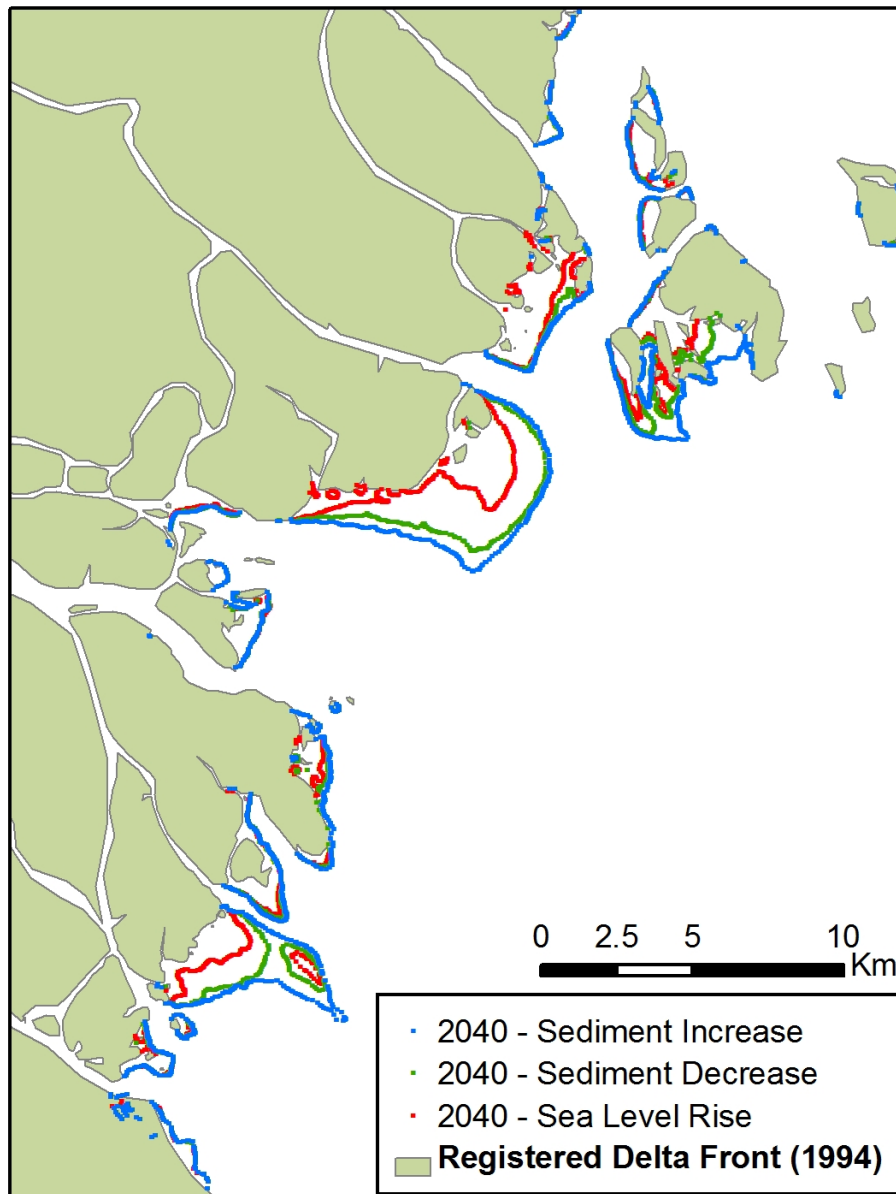 0 2.5 5 10
Km
2040 - Sediment Increase
2040 - Sediment Decrease
2040 - Sea Level Rise
Registered Delta Front (1994)